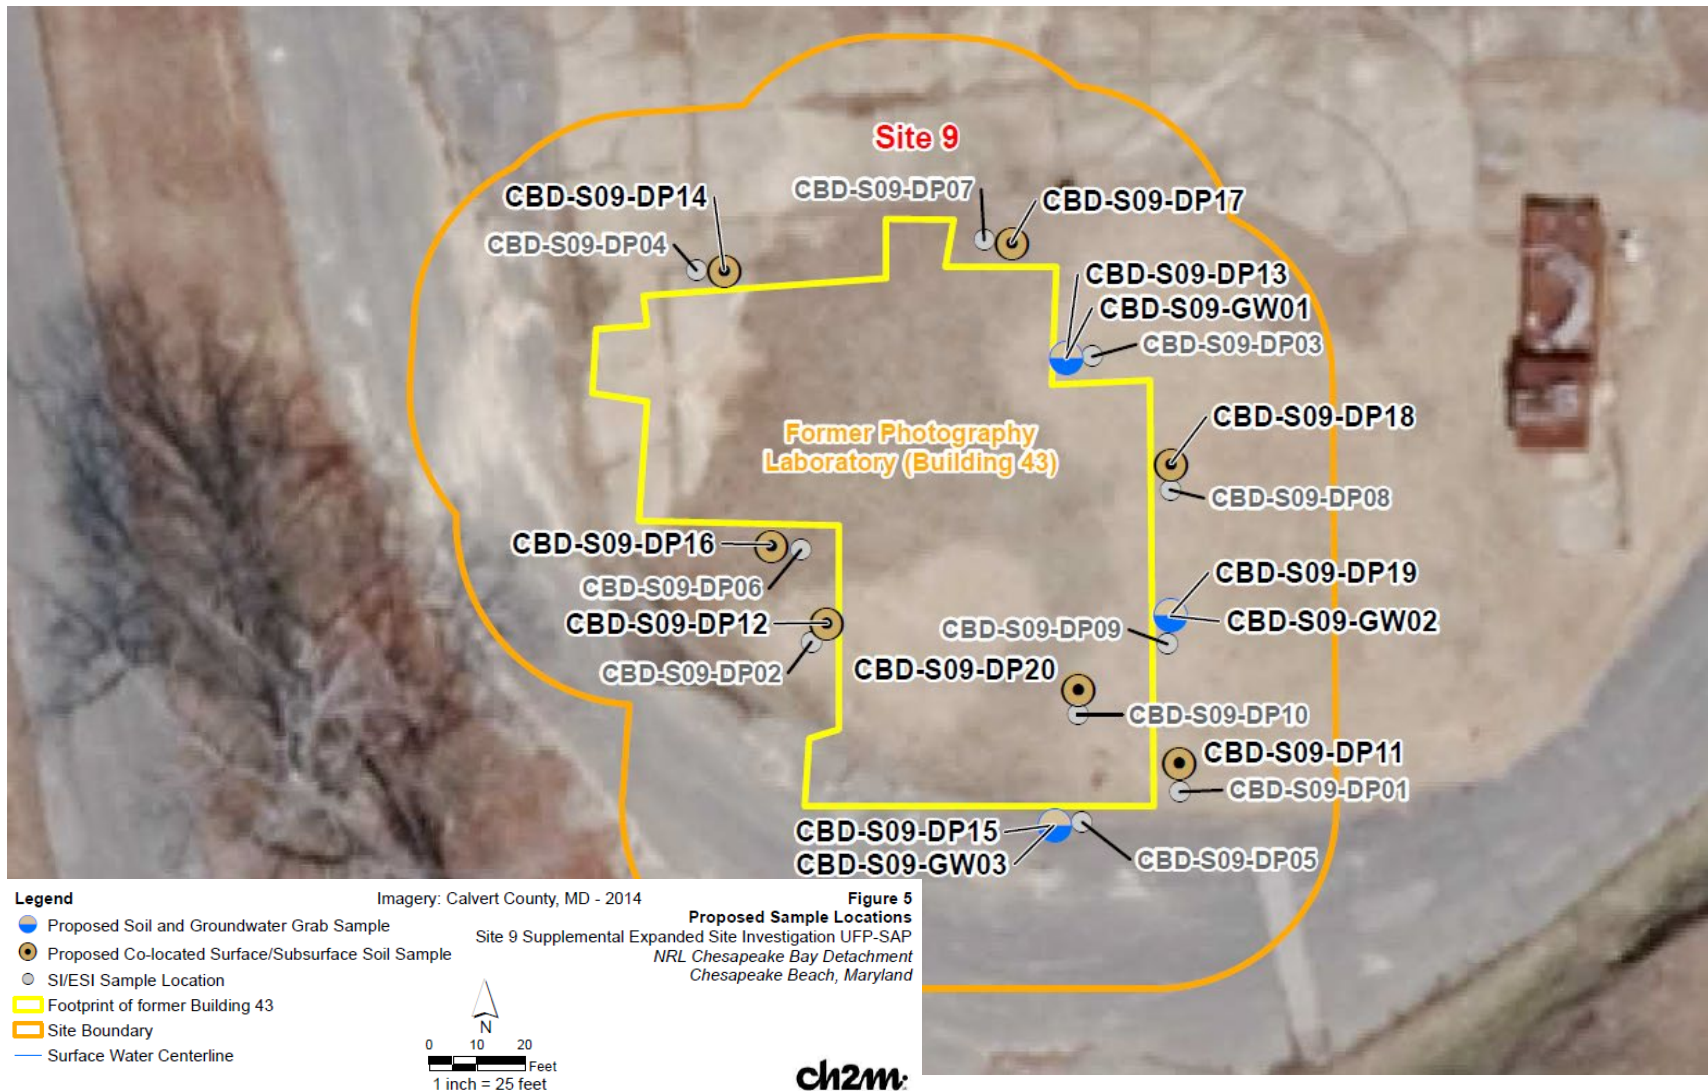 Site 9
CBD-S09-DP07
CBD-S09-DP14
CBD-S09-DP17
CBD-S09-DP04
CBD-S09-DP13
CBD-S09-GW01
CBD-S09-DP03
CBD-S09-DP18
Former Photography
Laboratory (Building 43)
CBD-S09-DP08
CBD-S09-DP16
CBD-S09-DP19
CBD-S09-DP06
CBD-S09-DP12
CBD-S09-GW02
CBD-S09-DP09
CBD-S09-DP02
CBD-S09-DP20
CBD-S09-DP10
CBD-S09-DP11
CBD-S09-DP01
CBD-S09-DP15
CBD-S09-GW03
CBD-S09-DP05
Legend
Proposed Soil and Groundwater Grab Sample
Proposed Co-located Surface/Subsurface Soil Sample
SI/ESI Sample Location
Footprint of former Building 43
Site Boundary
Surface Water Centerline
Imagery: Calvert County, MD - 2014
N
0 10 20
Feet
1 inch = 25 feet
Figure 5
Proposed Sample Locations
Site 9 Supplemental Expanded Site Investigation UFP-SAP
NRL Chesapeake Bay Detachment
Chesapeake Beach, Maryland
ch2m: